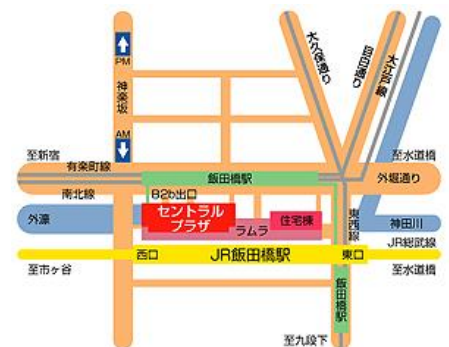 PM
神楽坂
AM
大久保通り
目白通り
大江戸線
至新宿
有楽町線
飯田橋駅
至水道橋
外堀通り
南北線
B2b出口
外濠
セントラル
プラザ
ラムラ
住宅棟
東西線
神田川
JR総武線
西口
JR飯田橋駅
東口
至市ヶ谷
至水道橋
飯田橋駅
至九段下